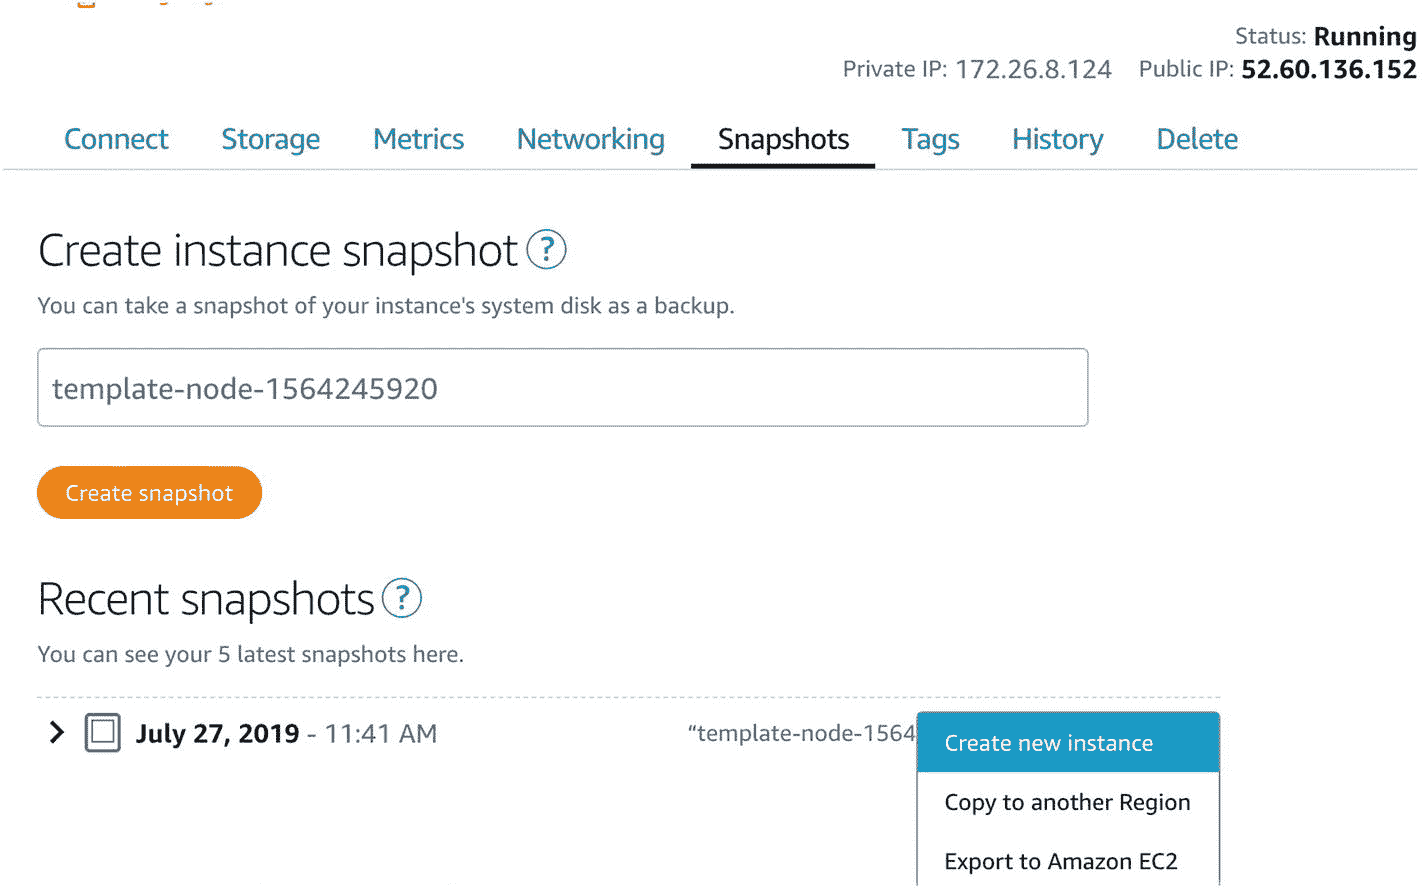 Status: Running
Private IP: 172.26.8.124 Public IP: 52.60.136.152
Connect Storage Metrics Networking Snapshots Tags History Delete
Create instance snapshot ?
You can take a snapshot of your instance's system disk as a backup.
template-node-1564245920
Create snapshot
Recent snapshots ?
You can see your 5 latest snapshots here.
July 27, 2019 - 11:41 AM “template-node-1564
Create new instance
Copy to another Region
Export to Amazon EC2